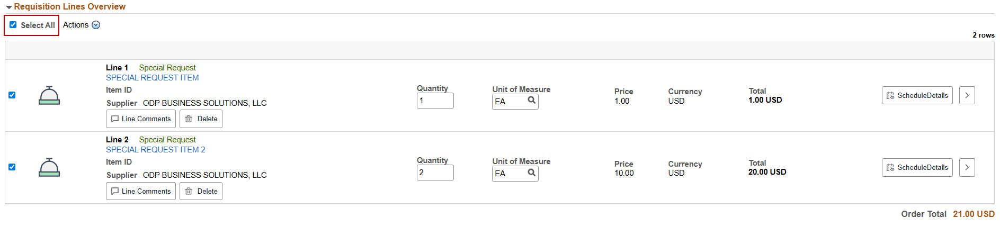 Requisition Lines Overview
Select All Actions
2 rows
Line 1 Special Request
SPECIAL REQUEST ITEM
Item ID
Supplier ODP BUSINESS SOLUTIONS, LLC
Line Comments Delete
Quantity
1
Unit of Measure
EA
Price
1.00
Currency
USD
Total
1.00 USD
ScheduleDetails
Line 2 Special Request
SPECIAL REQUEST ITEM 2
Item ID
Supplier ODP BUSINESS SOLUTIONS, LLC
Line Comments Delete
Quantity
2
Unit of Measure
EA
Price
10.00
Currency
USD
Total
20.00 USD
ScheduleDetails
Order Total 21.00 USD